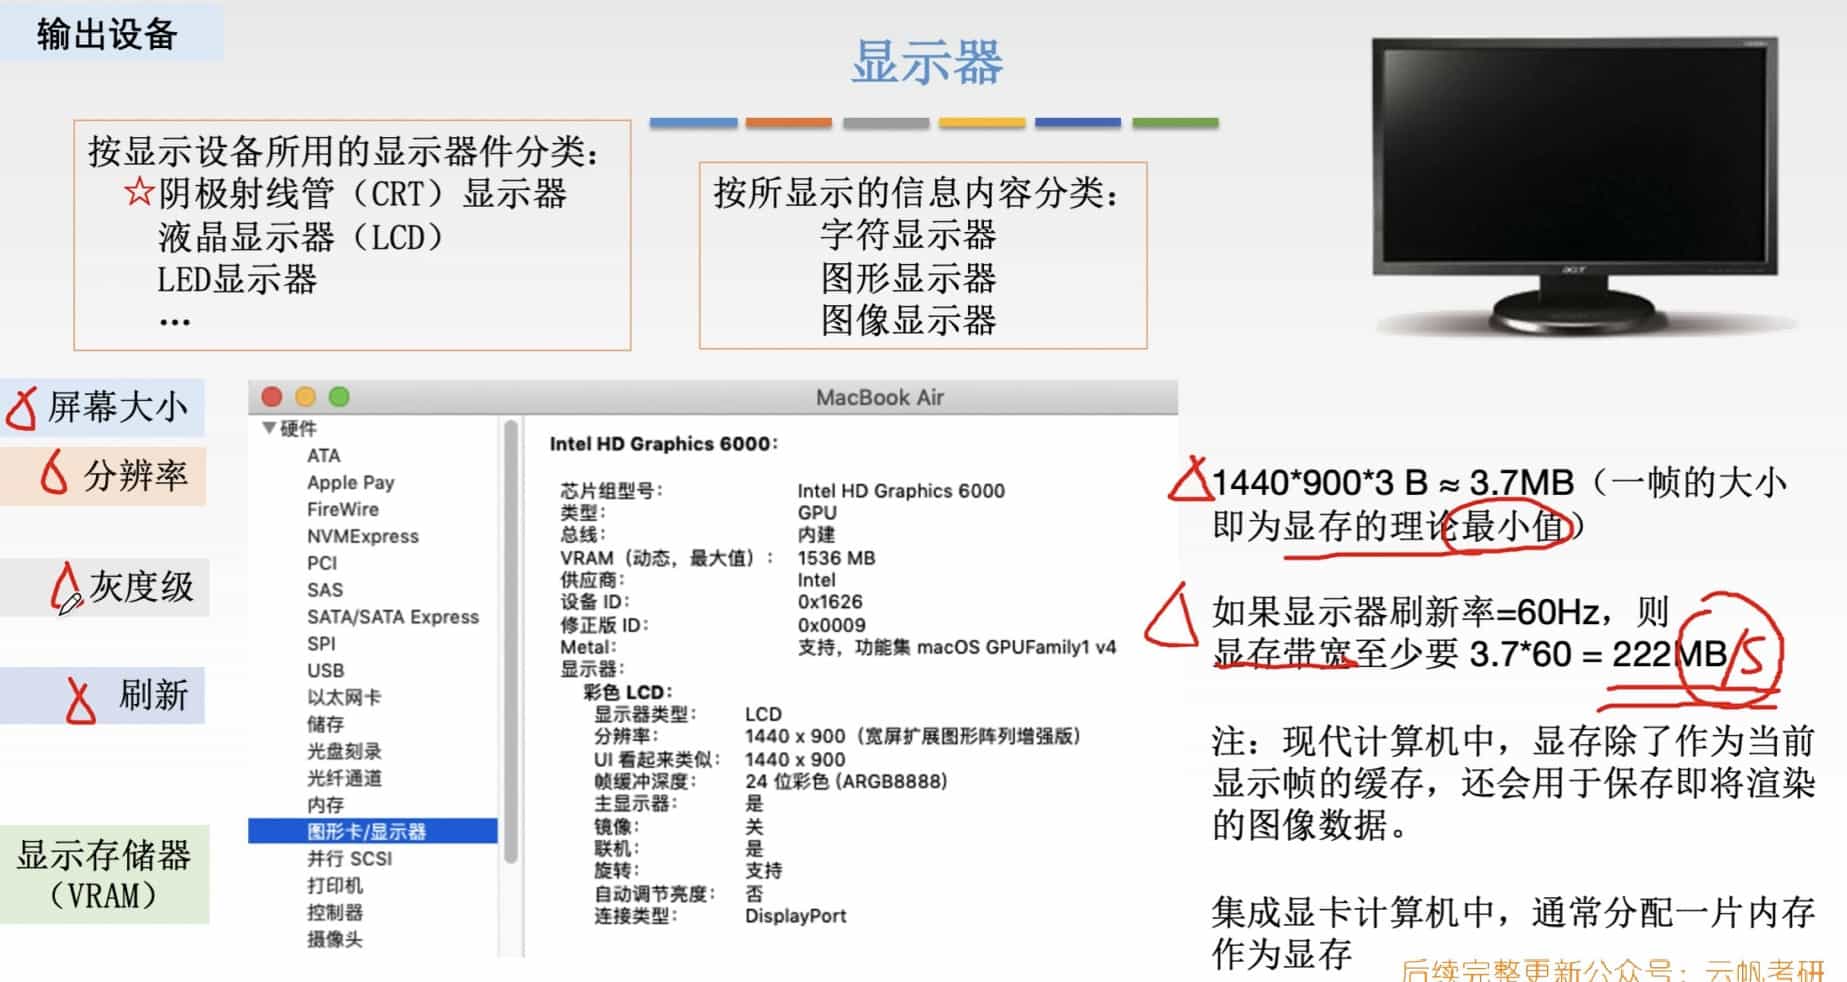 输出设备
显示器
按显示设备所用的显示器件分类：
☆阴极射线管（CRT）显示器
液晶显示器（LCD）
LED显示器
…
按所显示的信息内容分类：
字符显示器
图形显示器
图像显示器
acer
屏幕大小
分辨率
灰度级
刷新
显示存储器
（VRAM）
MacBook Air
▼硬件
ATA
Apple Pay
FireWire
NVMExpress
PCI
SAS
SATA/SATA Express
SPI
USB
以太网卡
储存
光盘刻录
光纤通道
内存
图形卡/显示器
并行 SCSI
打印机
控制器
摄像头
Intel HD Graphics 6000：
芯片组型号： Intel HD Graphics 6000
类型： GPU
总线： 内建
VRAM（动态，最大值）： 1536 MB
供应商： Intel
设备 ID： 0x1626
修正版 ID： 0x0009
Metal： 支持，功能集 macOS GPUFamily1 v4
显示器：
彩色 LCD：
显示器类型： LCD
分辨率： 1440 x 900（宽屏扩展图形阵列增强版）
UI 看起来类似： 1440 x 900
帧缓冲深度： 24 位彩色 (ARGB8888)
主显示器： 是
镜像： 关
联机： 是
旋转： 支持
自动调节亮度： 否
连接类型： DisplayPort
1440*900*3 B ≈ 3.7MB（一帧的大小
即为显存的理论最小值）
如果显示器刷新率=60Hz，则
显存带宽至少要 3.7*60 = 222MB/S
注：现代计算机中，显存除了作为当前
显示帧的缓存，还会用于保存即将渲染
的图像数据。
集成显卡计算机中，通常分配一片内存
作为显存
后续完整更新公众号：云帆考研